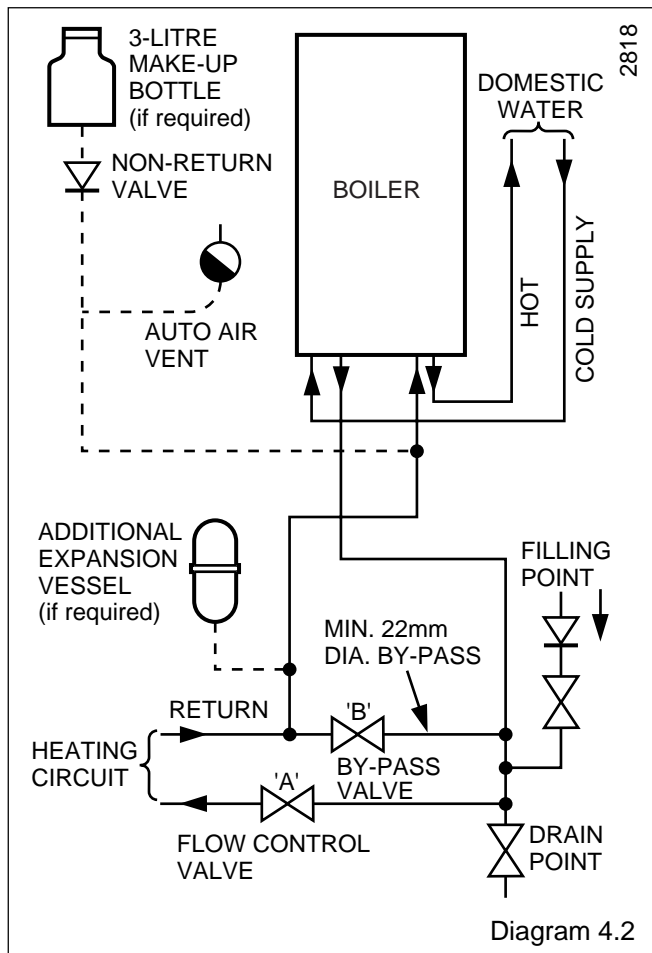 3-LITRE
MAKE-UP
BOTTLE
(if required)
2818
DOMESTIC
WATER
NON-RETURN
VALVE
BOILER
HOT
COLD SUPPLY
AUTO AIR
VENT
ADDITIONAL
EXPANSION
VESSEL
(if required)
FILLING
POINT
MIN. 22mm
DIA. BY-PASS
RETURN
'B'
HEATING
CIRCUIT
BY-PASS
VALVE
'A'
FLOW CONTROL
VALVE
DRAIN
POINT
Diagram 4.2